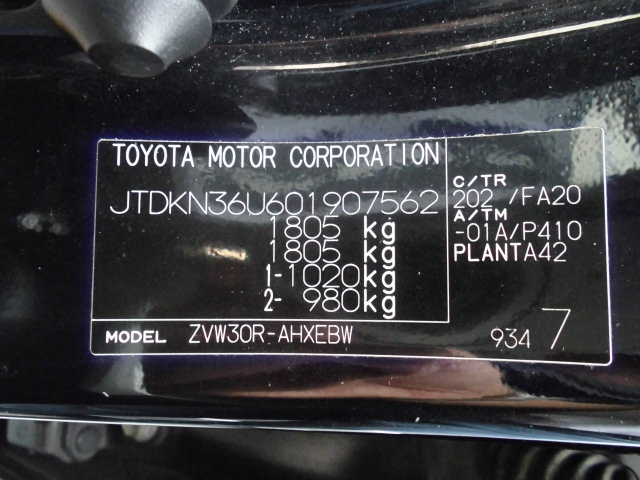 TOYOTA MOTOR CORPORATION
JTDKN36U601907562
1805 kg
1805 kg
1-1020kg
2- 980kg
C/TR
202 /FA20
A/TM
-01A/P410
PLANTA42
MODEL ZVW30R-AHXEBW
934 7